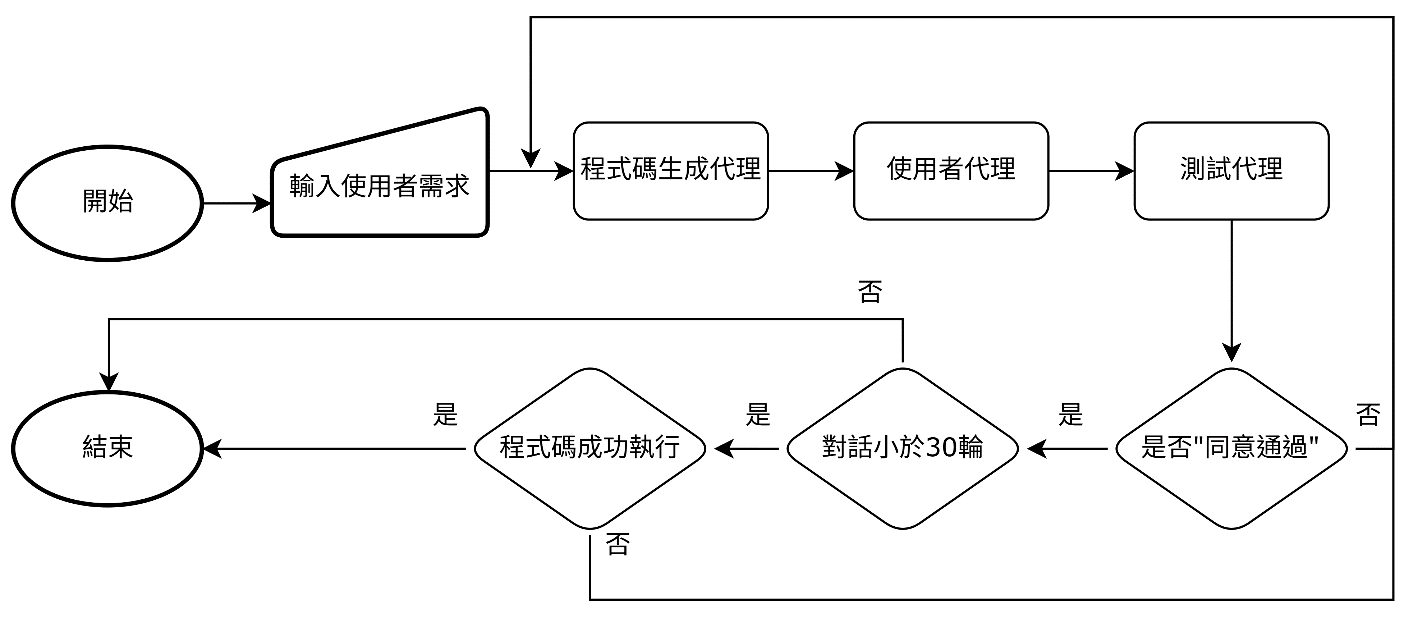 開始
輸入使用者需求
程式碼生成代理
使用者代理
測試代理
否
結束
是
程式碼成功執行
是
對話小於30輪
是
是否"同意通過"
否
否